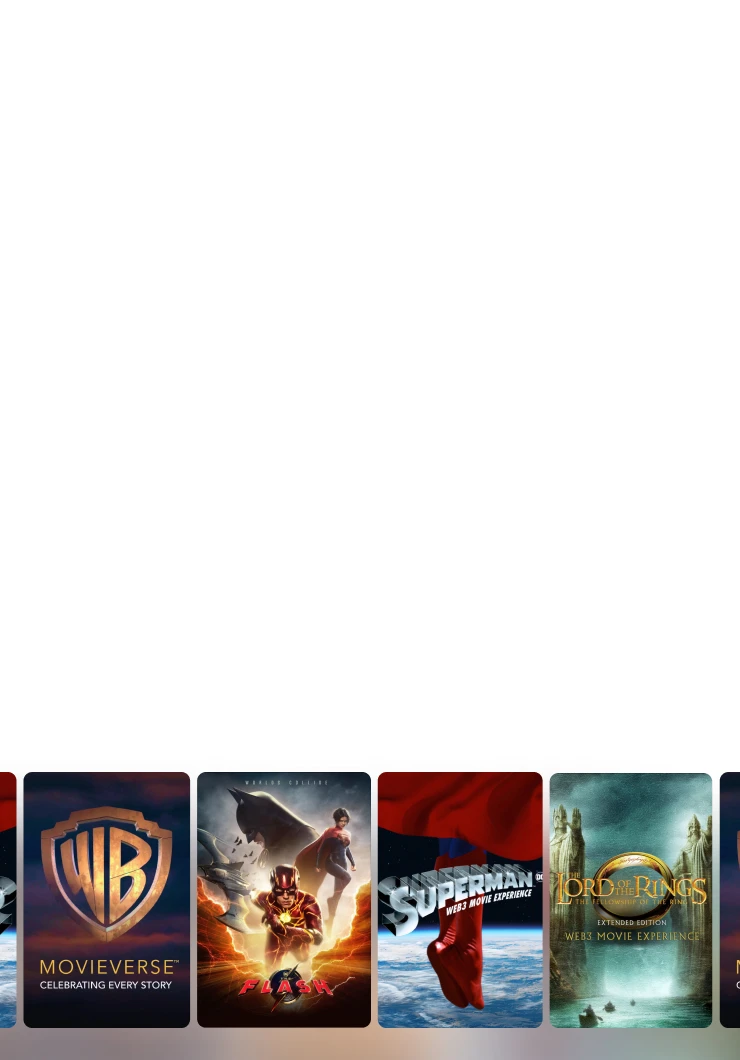 WB
MOVIEVERSE™
CELEBRATING EVERY STORY
WORLDS COLLIDE
THE
FLASH
SUPERMAN
DC
WEB3 MOVIE EXPERIENCE
THE
LORD OF THE RINGS
THE FELLOWSHIP OF THE RING
EXTENDED EDITION
WEB3 MOVIE EXPERIENCE